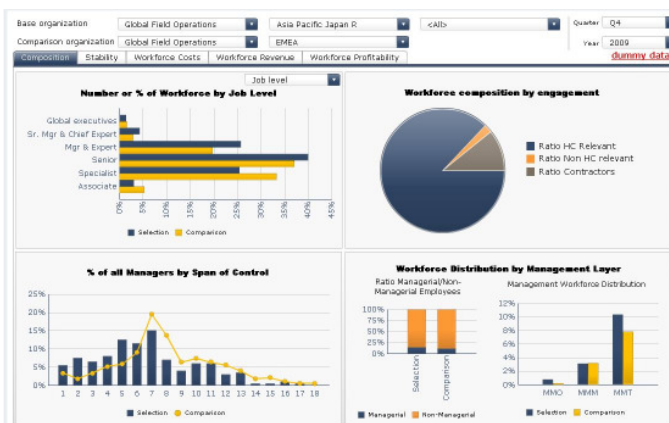 Base organization Global Field Operations Asia Pacific Japan R <All> Quarter Q4
Comparison organization Global Field Operations EMEA Year 2009
Composition Stability Workforce Costs Workforce Revenue Workforce Profitability dummy data
Job level
Number or % of Workforce by Job Level
Global executives
Sr. Mgr & Chief Expert
Mgr & Expert
Senior
Specialist
Associate
0% 5% 10% 15% 20% 25% 30% 35% 40% 45%
Selection Comparison
Workforce composition by engagement
Ratio HC Relevant
Ratio Non HC relevant
Ratio Contractors
% of all Managers by Span of Control
25%
20%
15%
10%
5%
0%
1 2 3 4 5 6 7 8 9 10 11 12 13 14 15 16 17 18
Selection Comparison
Workforce Distribution by Management Layer
Ratio Managerial/Non-
Managerial Employees
100%
75%
50%
25%
0%
Selection Comparison
Managerial Non-Managerial
Management Workforce Distribution
12%
10%
8%
6%
4%
2%
0%
MMO MMM MMT
Selection Comparison